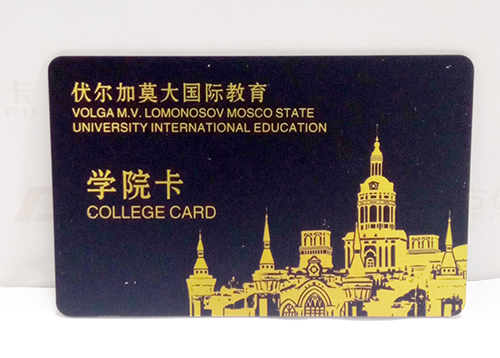 伏尔加莫大国际教育
VOLGA M.V. LOMONOSOV MOSCO STATE
UNIVERSITY INTERNATIONAL EDUCATION
学院卡
COLLEGE CARD